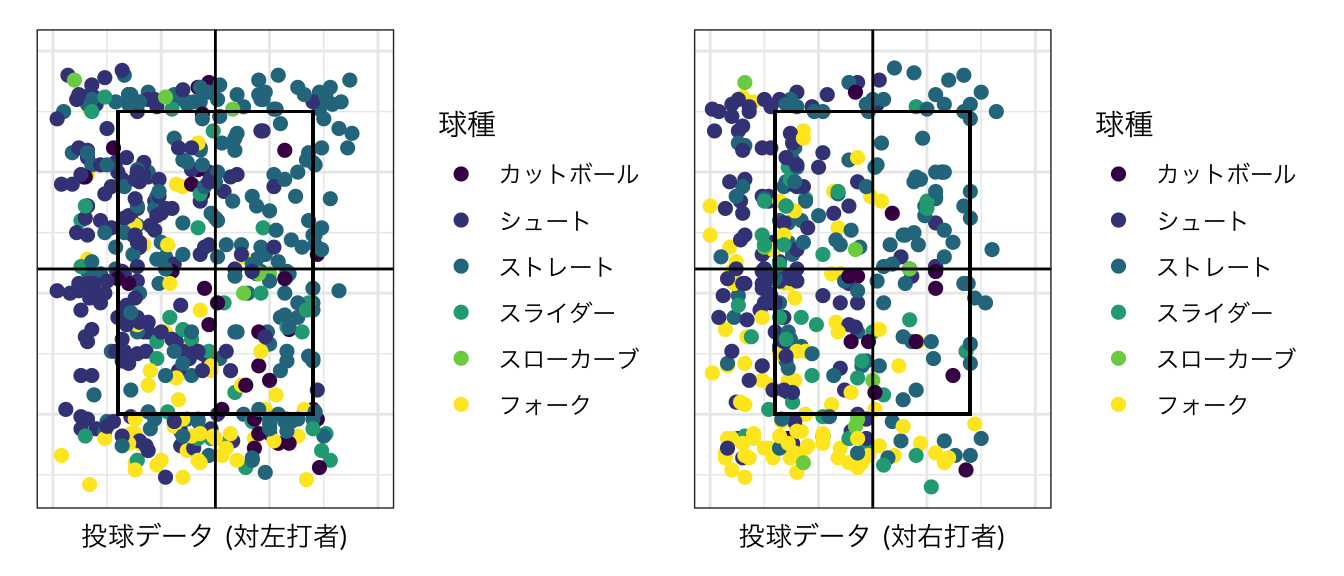 球種
カットボール
シュート
ストレート
スライダー
スローカーブ
フォーク
投球データ (対左打者)
球種
カットボール
シュート
ストレート
スライダー
スローカーブ
フォーク
投球データ (対右打者)